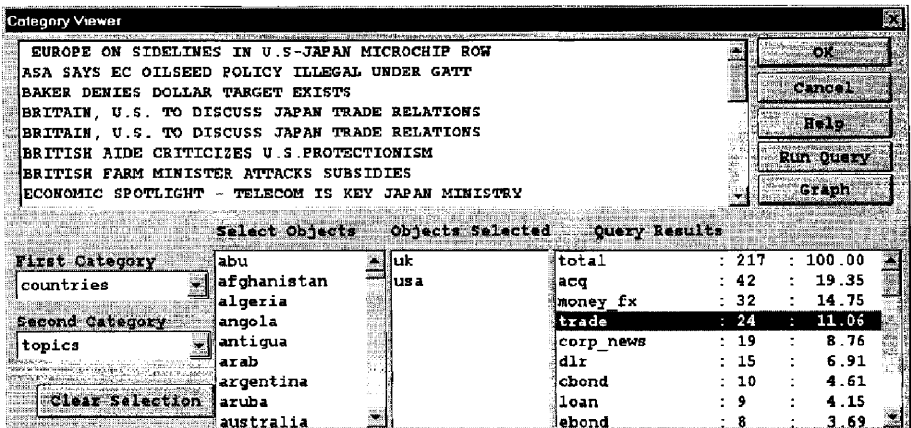 Category Viewer
EUROPE ON SIDELINES IN U.S-JAPAN MICROCHIP ROW
ASA SAYS EC OILSEED POLICY ILLEGAL UNDER GATT
BAKER DENIES DOLLAR TARGET EXISTS
BRITAIN, U.S. TO DISCUSS JAPAN TRADE RELATIONS
BRITAIN, U.S. TO DISCUSS JAPAN TRADE RELATIONS
BRITISH AIDE CRITICIZES U.S.PROTECTIONISM
BRITISH FARM MINISTER ATTACKS SUBSIDIES
ECONOMIC SPOTLIGHT - TELECOM IS KEY JAPAN MINISTRY
OK
Cancel
Help
Run Query
Graph
First Category
countries
Second Category
topics
Clear Selection
Select Objects
abu
afghanistan
algeria
angola
antigua
arab
argentina
aruba
australia
Objects Selected
uk
usa
Query Results
total : 217 : 100.00
acq : 42 : 19.35
money_fx : 32 : 14.75
trade : 24 : 11.06
corp_news : 19 : 8.76
dlr : 15 : 6.91
cbond : 10 : 4.61
loan : 9 : 4.15
ebond : 8 : 3.69